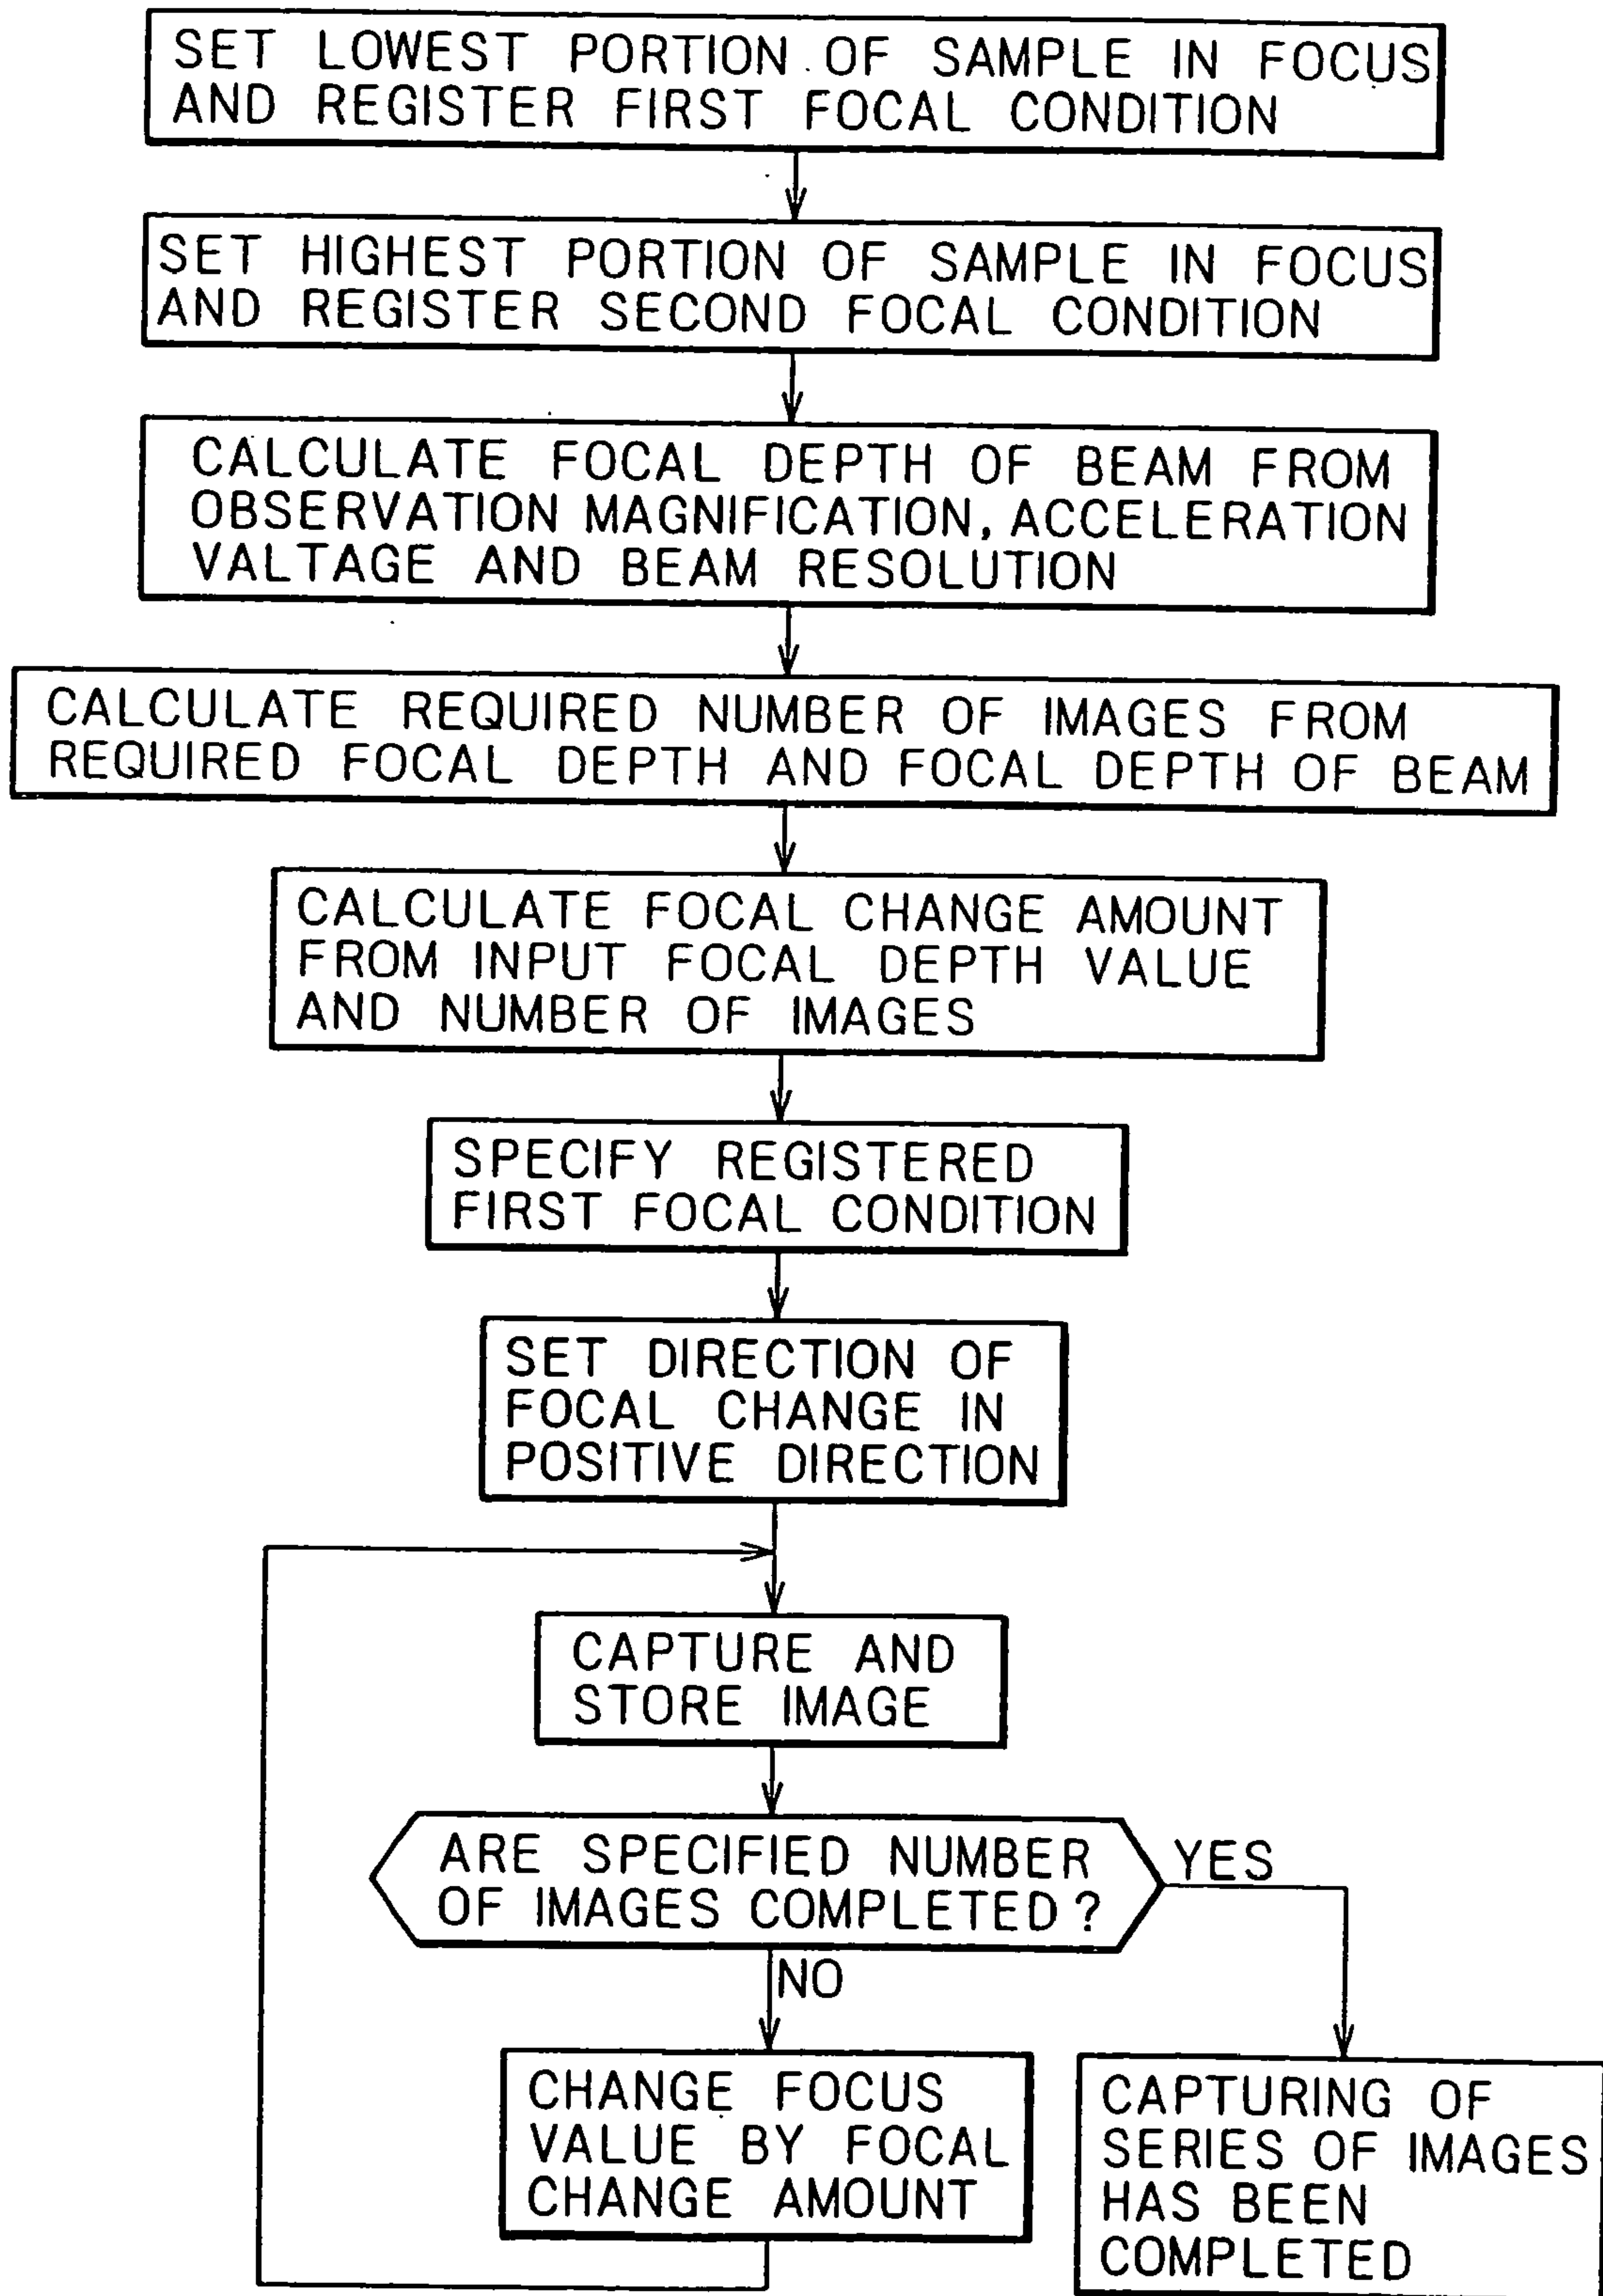 SET LOWEST PORTION OF SAMPLE IN FOCUS
AND REGISTER FIRST FOCAL CONDITION
SET HIGHEST PORTION OF SAMPLE IN FOCUS
AND REGISTER SECOND FOCAL CONDITION
CALCULATE FOCAL DEPTH OF BEAM FROM
OBSERVATION MAGNIFICATION, ACCELERATION
VALTAGE AND BEAM RESOLUTION
CALCULATE REQUIRED NUMBER OF IMAGES FROM
REQUIRED FOCAL DEPTH AND FOCAL DEPTH OF BEAM
CALCULATE FOCAL CHANGE AMOUNT
FROM INPUT FOCAL DEPTH VALUE
AND NUMBER OF IMAGES
SPECIFY REGISTERED
FIRST FOCAL CONDITION
SET DIRECTION OF
FOCAL CHANGE IN
POSITIVE DIRECTION
CAPTURE AND
STORE IMAGE
ARE SPECIFIED NUMBER
OF IMAGES COMPLETED?
YES
NO
CHANGE FOCUS
VALUE BY FOCAL
CHANGE AMOUNT
CAPTURING OF
SERIES OF IMAGES
HAS BEEN
COMPLETED